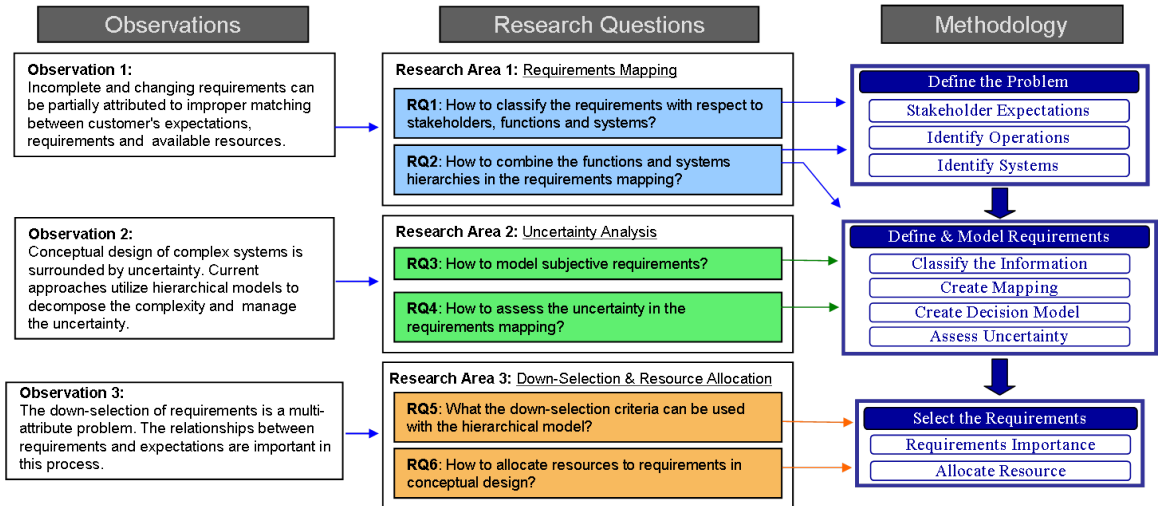 Observations
Observation 1:
Incomplete and changing requirements can
be partially attributed to improper matching
between customer's expectations,
requirements and available resources.
Observation 2:
Conceptual design of complex systems is
surrounded by uncertainty. Current
approaches utilize hierarchical models to
decompose the complexity and manage
the uncertainty.
Observation 3:
The down-selection of requirements is a multi-
attribute problem. The relationships between
requirements and expectations are important in
this process.
Research Questions
Research Area 1: Requirements Mapping
RQ1: How to classify the requirements with respect to
stakeholders, functions and systems?
RQ2: How to combine the functions and systems
hierarchies in the requirements mapping?
Research Area 2: Uncertainty Analysis
RQ3: How to model subjective requirements?
RQ4: How to assess the uncertainty in the
requirements mapping?
Research Area 3: Down-Selection & Resource Allocation
RQ5: What the down-selection criteria can be used
with the hierarchical model?
RQ6: How to allocate resources to requirements in
conceptual design?
Methodology
Define the Problem
Stakeholder Expectations
Identify Operations
Identify Systems
Define & Model Requirements
Classify the Information
Create Mapping
Create Decision Model
Assess Uncertainty
Select the Requirements
Requirements Importance
Allocate Resource